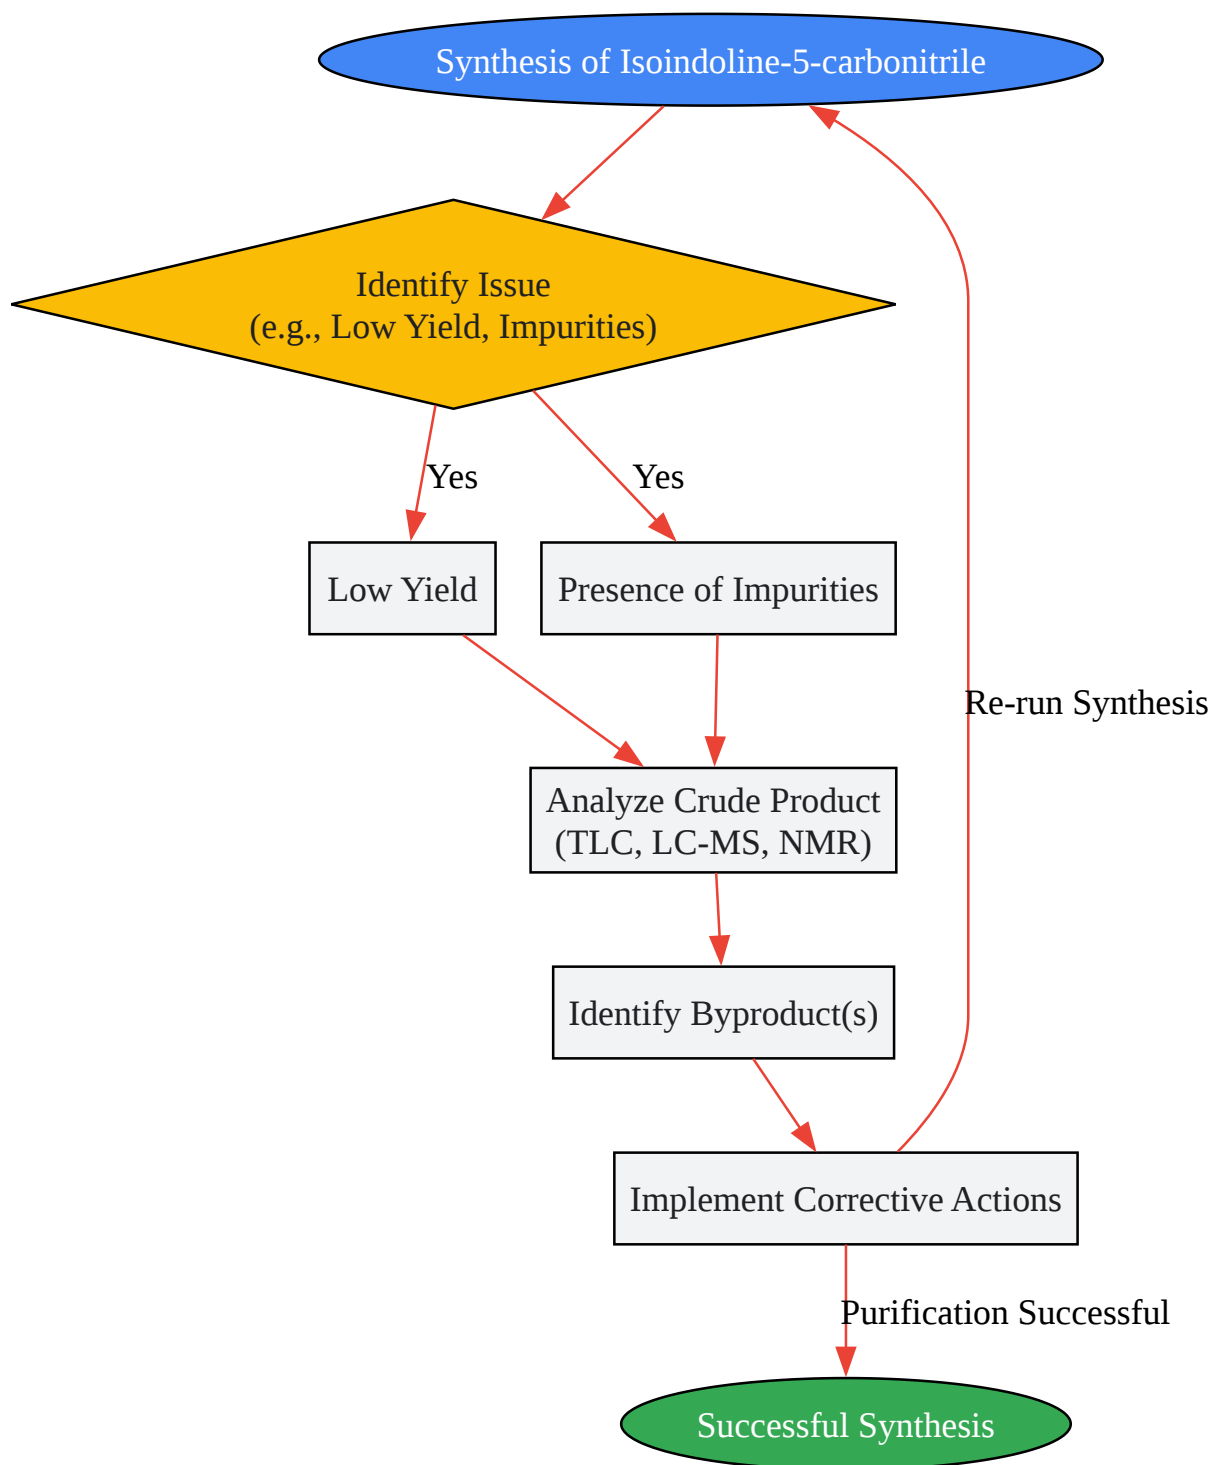 Synthesis of Isoindoline-5-carbonitrile
Identify Issue
(e.g., Low Yield, Impurities)
Yes
Yes
Low Yield
Presence of Impurities
Re-run Synthesis
Analyze Crude Product
(TLC, LC-MS, NMR)
Identify Byproduct(s)
Implement Corrective Actions
Purification Successful
Successful Synthesis